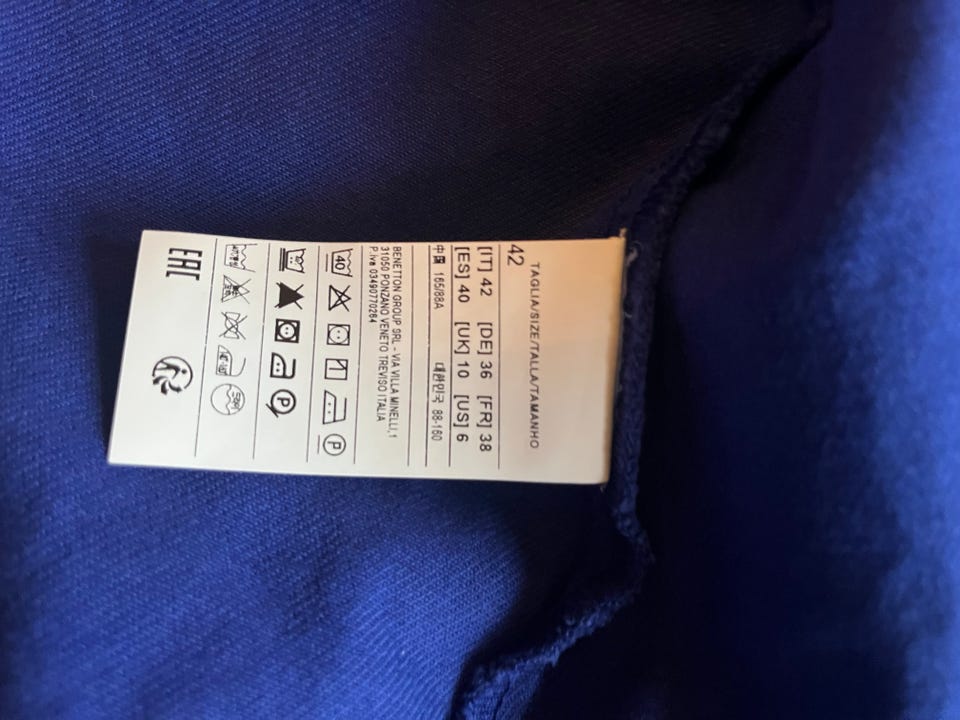 TAGLIA/SIZE/TALLA/TAMANHO
42
[IT] 42 [DE] 36 [FR] 38
[ES] 40 [UK] 10 [US] 6
中国 165/88A 대한민국 88-160
BENETTON GROUP SRL - VIA VILLA MINELLI, 1
31050 PONZANO VENETO TREVISO ITALIA
P.iva 03490770264
40
P
P
EAC